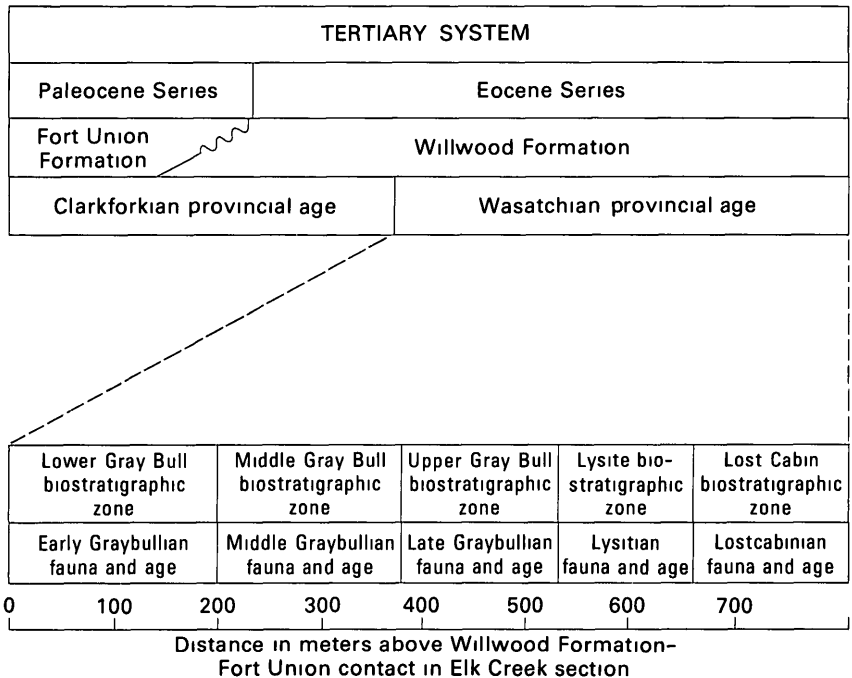 TERTIARY SYSTEM
Paleocene Series
Eocene Series
Fort Union
Formation
Willwood Formation
Clarkforkian provincial age
Wasatchian provincial age
Lower Gray Bull
biostratigraphic
zone
Middle Gray Bull
biostratigraphic
zone
Upper Gray Bull
biostratigraphic
zone
Lysite bio-
stratigraphic
zone
Lost Cabin
biostratigraphic
zone
Early Graybullian
fauna and age
Middle Graybullian
fauna and age
Late Graybullian
fauna and age
Lysitian
fauna and age
Lostcabinian
fauna and age
0 100 200 300 400 500 600 700
Distance in meters above Willwood Formation–
Fort Union contact in Elk Creek section